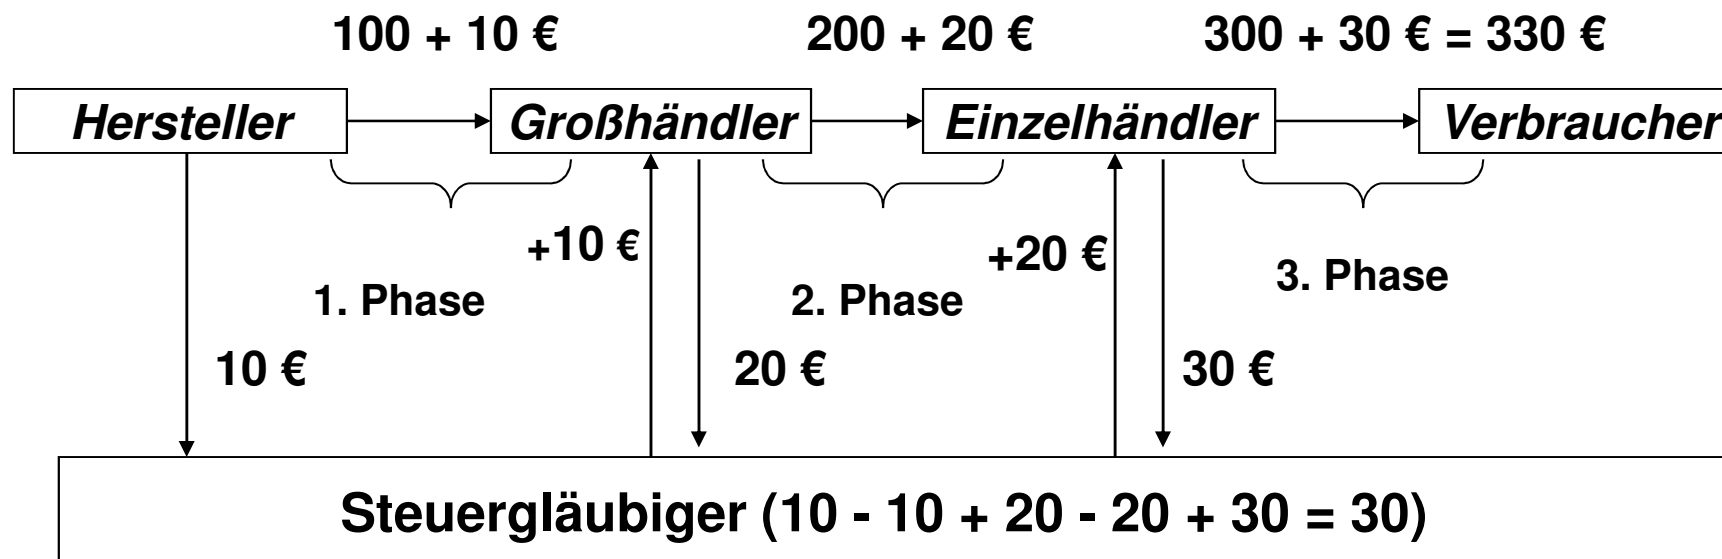 100 + 10 € 200 + 20 € 300 + 30 € = 330 €
Hersteller Großhändler Einzelhändler Verbraucher
+10 € +20 €
1. Phase 2. Phase 3. Phase
10 € 20 € 30 €
Steuergläubiger (10 - 10 + 20 - 20 + 30 = 30)